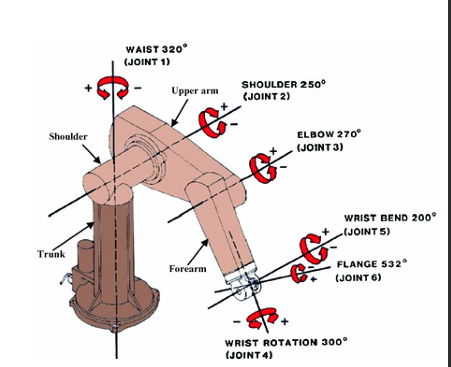 WAIST 320°
(JOINT 1)
+ -
Upper arm
SHOULDER 250°
(JOINT 2)
+
-
Shoulder
ELBOW 270°
(JOINT 3)
+
-
WRIST BEND 200°
(JOINT 5)
+
-
Trunk
Forearm
FLANGE 532°
(JOINT 6)
-
+
- +
WRIST ROTATION 300°
(JOINT 4)